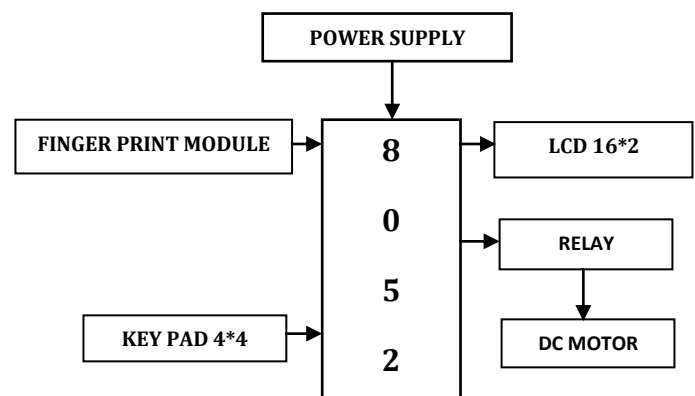 POWER SUPPLY
FINGER PRINT MODULE
8
LCD 16*2
0
RELAY
5
KEY PAD 4*4
2
DC MOTOR